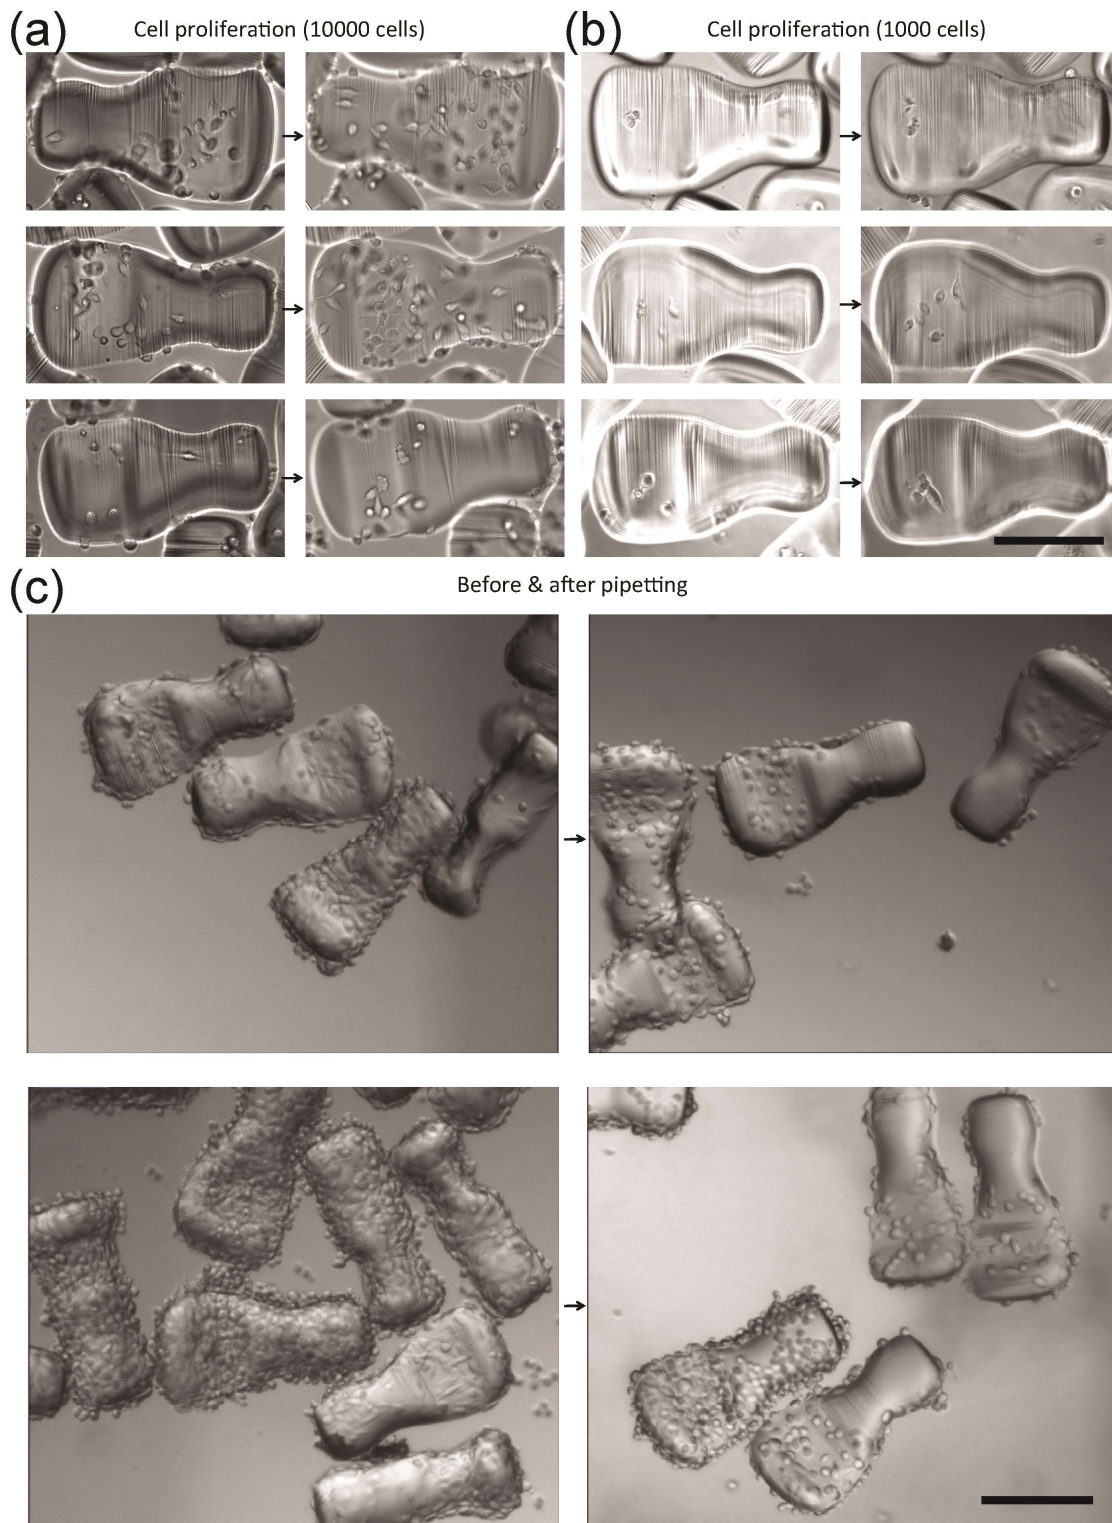 (a) Cell proliferation (10000 cells)
(b) Cell proliferation (1000 cells)
(c) Before & after pipetting